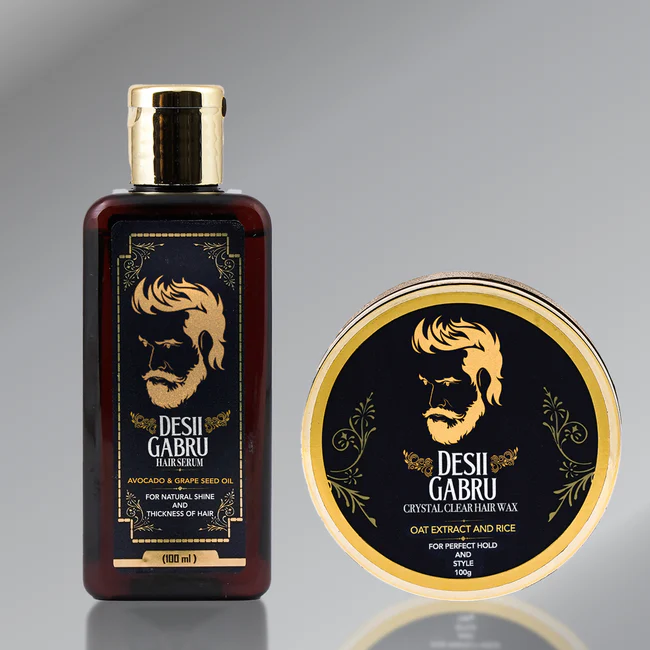 DESII
GABRU
HAIR SERUM
AVOCADO & GRAPE SEED OIL
FOR NATURAL SHINE
AND
THICKNESS OF HAIR
(100 ml )
DESII
GABRU
CRYSTAL CLEAR HAIR WAX
OAT EXTRACT AND RICE
FOR PERFECT HOLD
AND
STYLE
100g